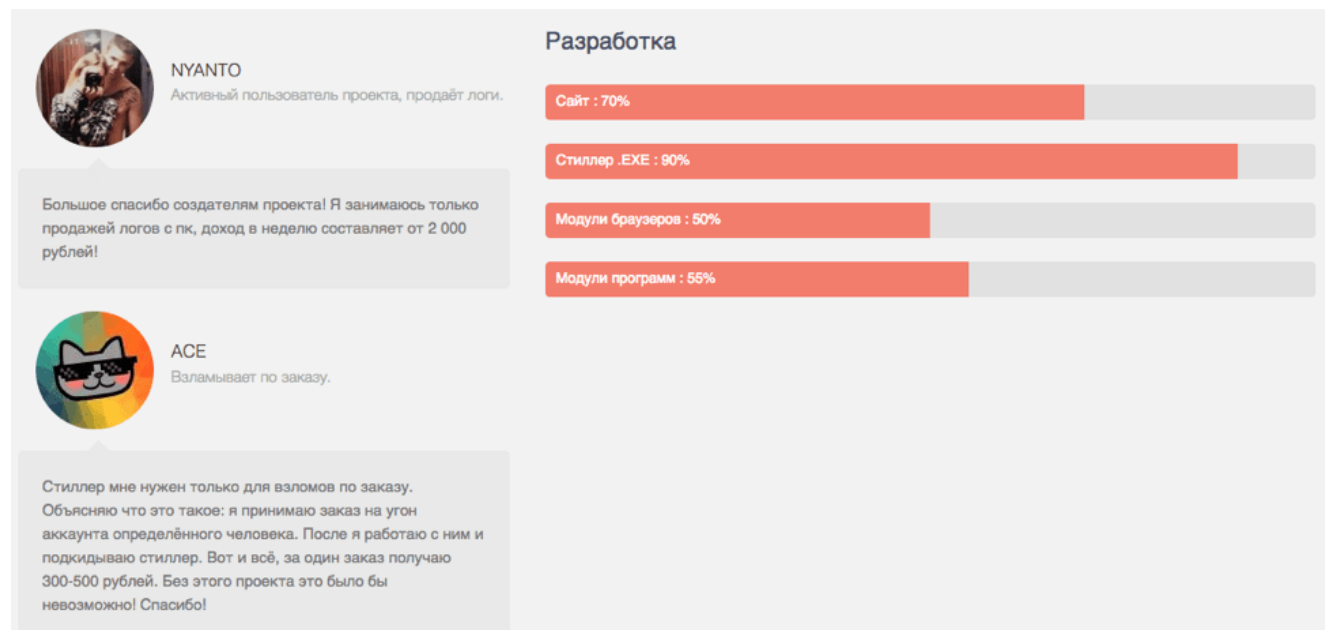 NYANTO
Активный пользователь проекта, продаёт логи.
Большое спасибо создателям проекта! Я занимаюсь только
продажей логов с пк, доход в неделю составляет от 2 000
рублей!
ACE
Взламывает по заказу.
Стиллер мне нужен только для взломов по заказу.
Объясняю что это такое: я принимаю заказ на угон
аккаунта определённого человека. После я работаю с ним и
подкидываю стиллер. Вот и всё, за один заказ получаю
300-500 рублей. Без этого проекта это было бы
невозможно! Спасибо!
Разработка
Сайт : 70%
Стиллер .EXE : 90%
Модули браузеров : 50%
Модули программ : 55%